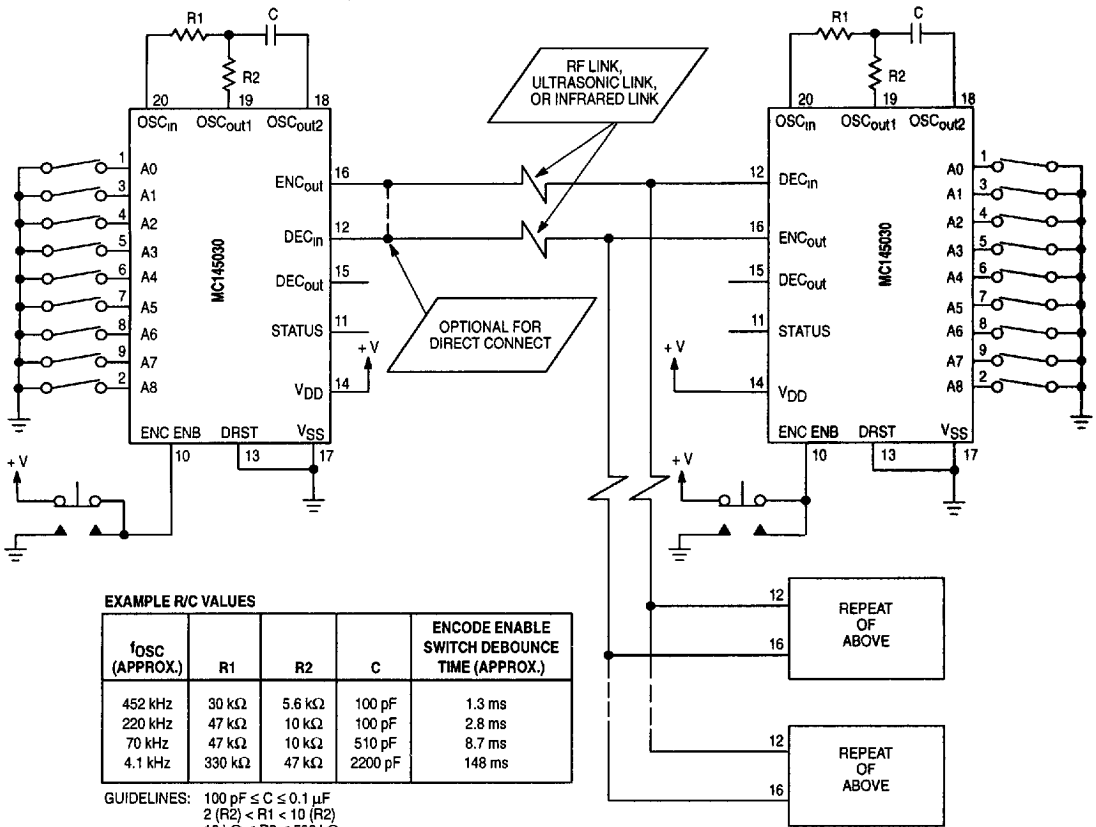 R1 C
R2
20 19 18
OSCin OSCout1 OSCout2
1 A0
3 A1
4 A2
5 A3
6 A4
7 A5
8 A6
9 A7
2 A8
MC145030
ENCout 16
DECin 12
DECout 15
STATUS 11
VDD 14
+ V
ENC ENB DRST VSS
10 13 17
+ V
RF LINK,
ULTRASONIC LINK,
OR INFRARED LINK
OPTIONAL FOR
DIRECT CONNECT
R1 C
R2
20 19 18
OSCin OSCout1 OSCout2
12 DECin
16 ENCout
15 DECout
11 STATUS
14 VDD
+ V
MC145030
A0 1
A1 3
A2 4
A3 5
A4 6
A5 7
A6 8
A7 9
A8 2
ENC ENB DRST VSS
10 13 17
+ V
12
16
REPEAT
OF
ABOVE
12
16
REPEAT
OF
ABOVE
EXAMPLE R/C VALUES
fOSC (APPROX.) R1 R2 C ENCODE ENABLE SWITCH DEBOUNCE TIME (APPROX.)
452 kHz 30 kΩ 5.6 kΩ 100 pF 1.3 ms
220 kHz 47 kΩ 10 kΩ 100 pF 2.8 ms
70 kHz 47 kΩ 10 kΩ 510 pF 8.7 ms
4.1 kHz 330 kΩ 47 kΩ 2200 pF 148 ms
GUIDELINES: 100 pF ≤ C ≤ 0.1 µF
2 (R2) < R1 < 10 (R2)